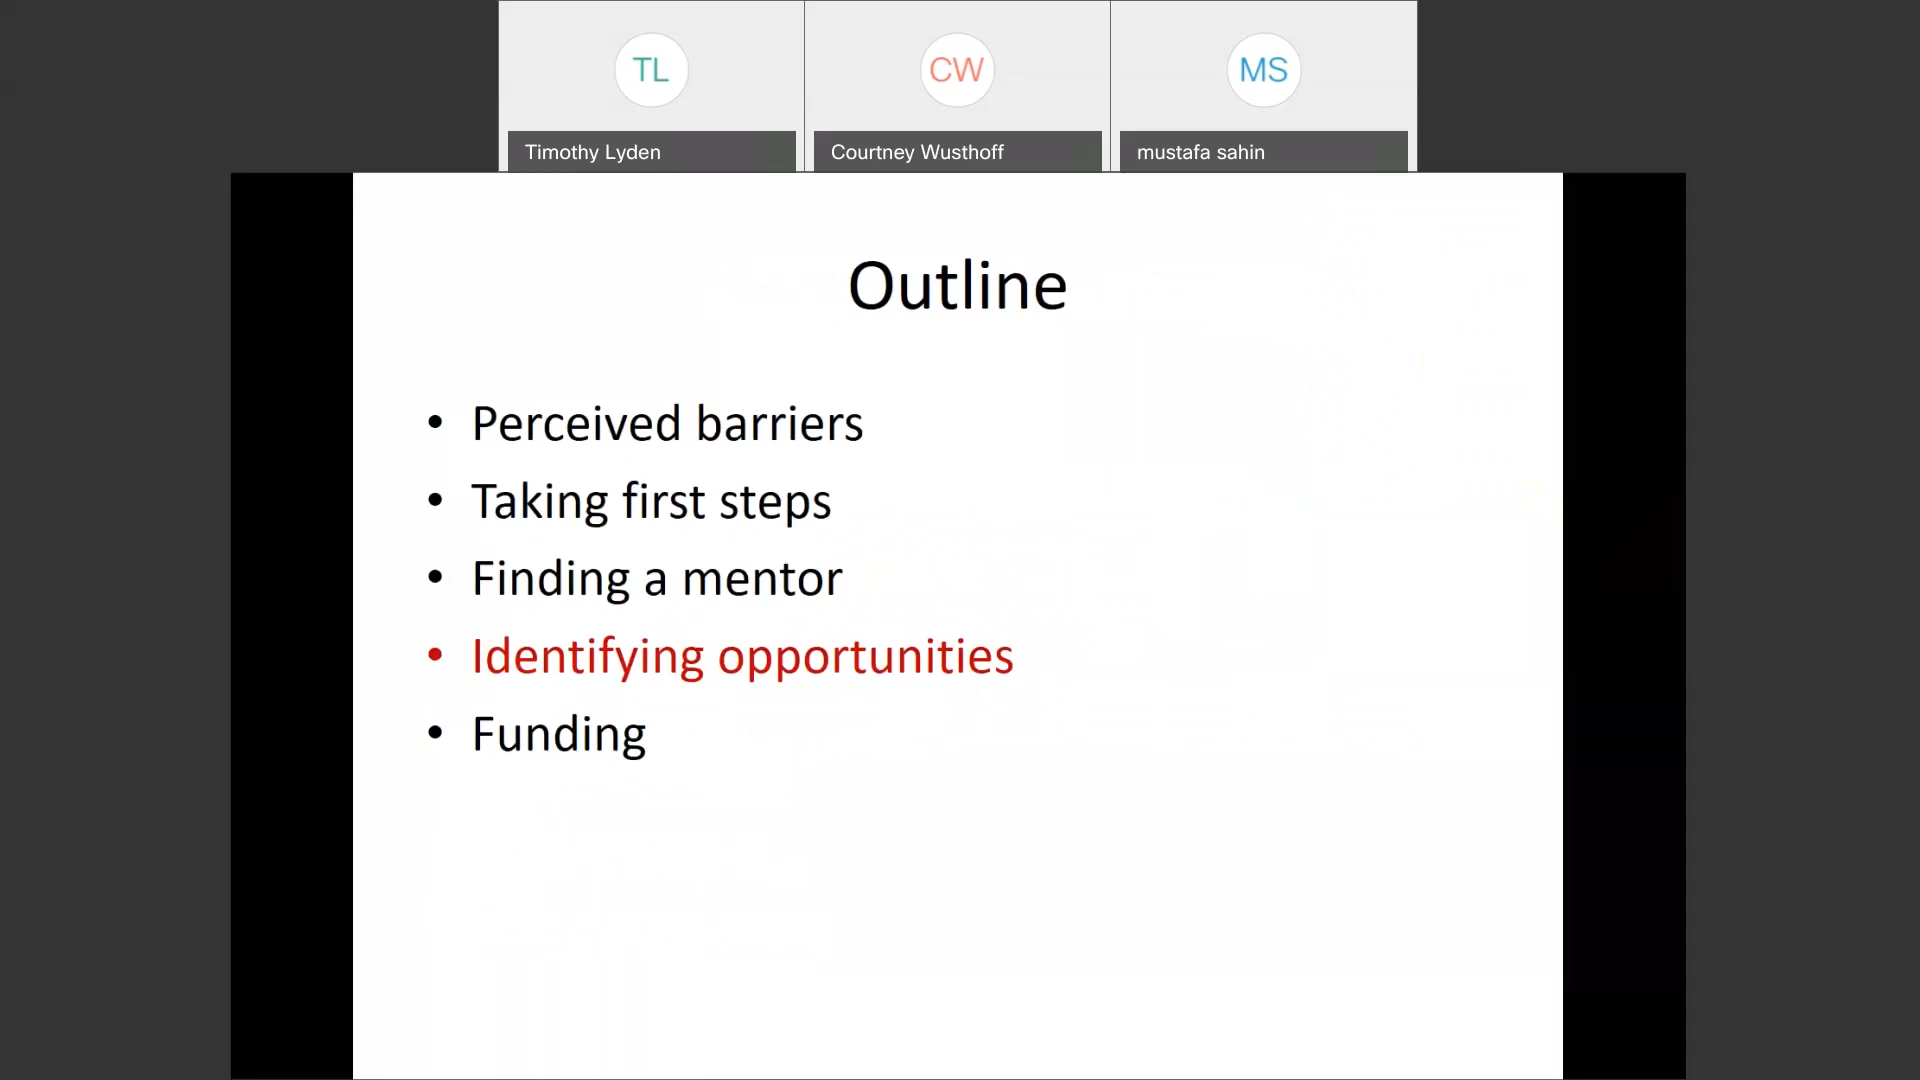 TL
CW
MS
Timothy Lyden
Courtney Wusthoff
mustafa sahin
Outline
• Perceived barriers
• Taking first steps
• Finding a mentor
• Identifying opportunities
• Funding